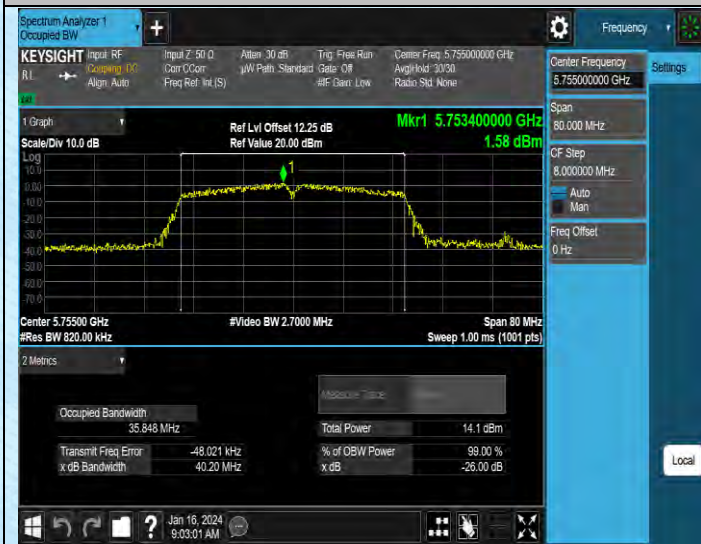 Spectrum Analyzer 1
Occupied BW
+
Frequency
KEYSIGHT
Input: RF
Input Z: 50 Ω
Atten: 30 dB
Trig: Free Run
Center Freq: 5.755000000 GHz
RL
Coupling: DC
Corr CCorr
µW Path: Standard
Gate: Off
Avg|Hold: 30/30
Align: Auto
Freq Ref: Int (S)
#IF Gain: Low
Radio Std: None
1 Graph
Scale/Div 10.0 dB
Ref Lvl Offset 12.25 dB
Ref Value 20.00 dBm
Mkr1 5.753400000 GHz
1.58 dBm
Log
10.0
0.00
-10.0
-20.0
-30.0
-40.0
-50.0
-60.0
-70.0
1
Center 5.75500 GHz
#Video BW 2.7000 MHz
Span 80 MHz
#Res BW 820.00 kHz
Sweep 1.00 ms (1001 pts)
2 Metrics
Measure Trace
Occupied Bandwidth
35.848 MHz
Total Power
14.1 dBm
Transmit Freq Error
-48.021 kHz
% of OBW Power
99.00 %
x dB Bandwidth
40.20 MHz
x dB
-26.00 dB
Center Frequency
5.755000000 GHz
Settings
Span
80.000 MHz
CF Step
8.000000 MHz
Auto
Man
Freq Offset
0 Hz
Local
?
Jan 16, 2024
9:03:01 AM